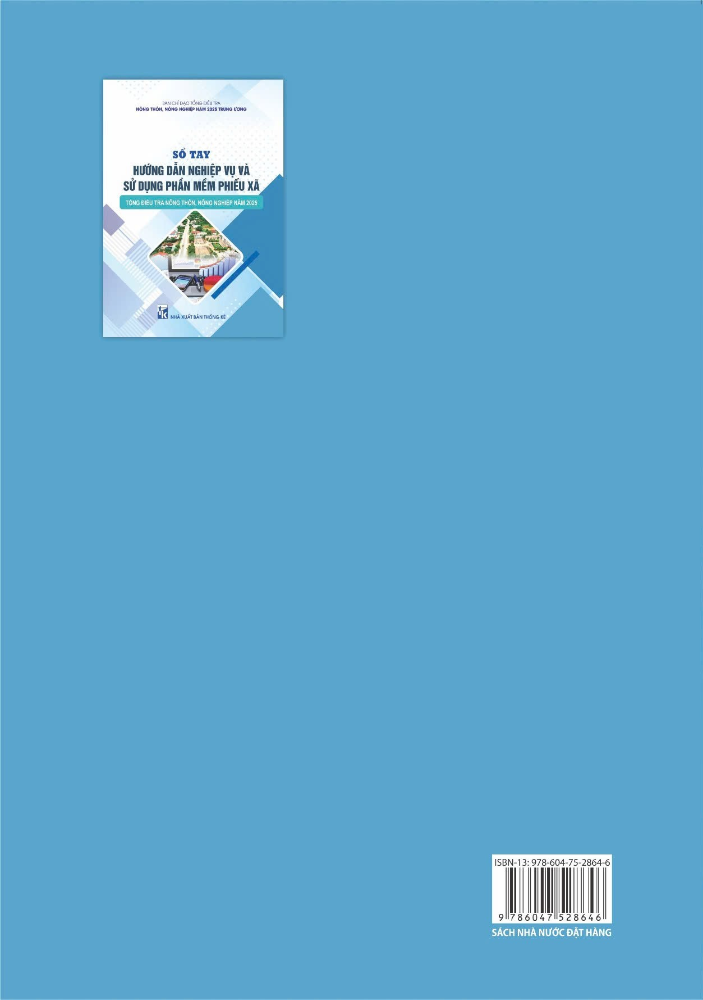 BAN CHỈ ĐẠO TỔNG ĐIỀU TRA
NÔNG THÔN, NÔNG NGHIỆP NĂM 2025 TRUNG ƯƠNG
SỔ TAY
HƯỚNG DẪN NGHIỆP VỤ VÀ
SỬ DỤNG PHẦN MỀM PHIẾU XÃ
TỔNG ĐIỀU TRA NÔNG THÔN, NÔNG NGHIỆP NĂM 2025
NHÀ XUẤT BẢN THỐNG KÊ
ISBN-13: 978-604-75-2864-6
9 786047 528646
SÁCH NHÀ NƯỚC ĐẶT HÀNG